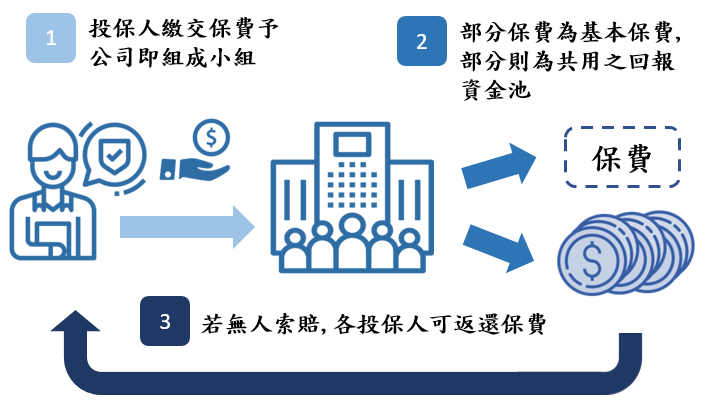 1
投保人繳交保費予
公司即組成小組
2
部分保費為基本保費,
部分則為共用之回報
資金池
保費
3
若無人索賠, 各投保人可返還保費